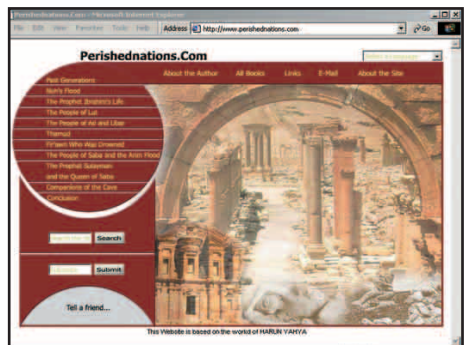 Perishednations.Com - Microsoft Internet Explorer
File Edit View Favorites Tools Help Address http://www.perishednations.com Go
Perishednations.Com
About the Author All Books Links E-Mail About the Site
Past Generations
Noh's Flood
The Prophet Ibrahim's Life
The People of Lut
The People of Ad and Ubar
Thamud
Fir'awn Who Was Drowned
The People of Saba and the Arim Flood
The Prophet Sulayman
and the Queen of Saba
Companions of the Cave
Conclusion
Search
Submit
Tell a friend...
This Website is based on the world of HARUN YAHYA